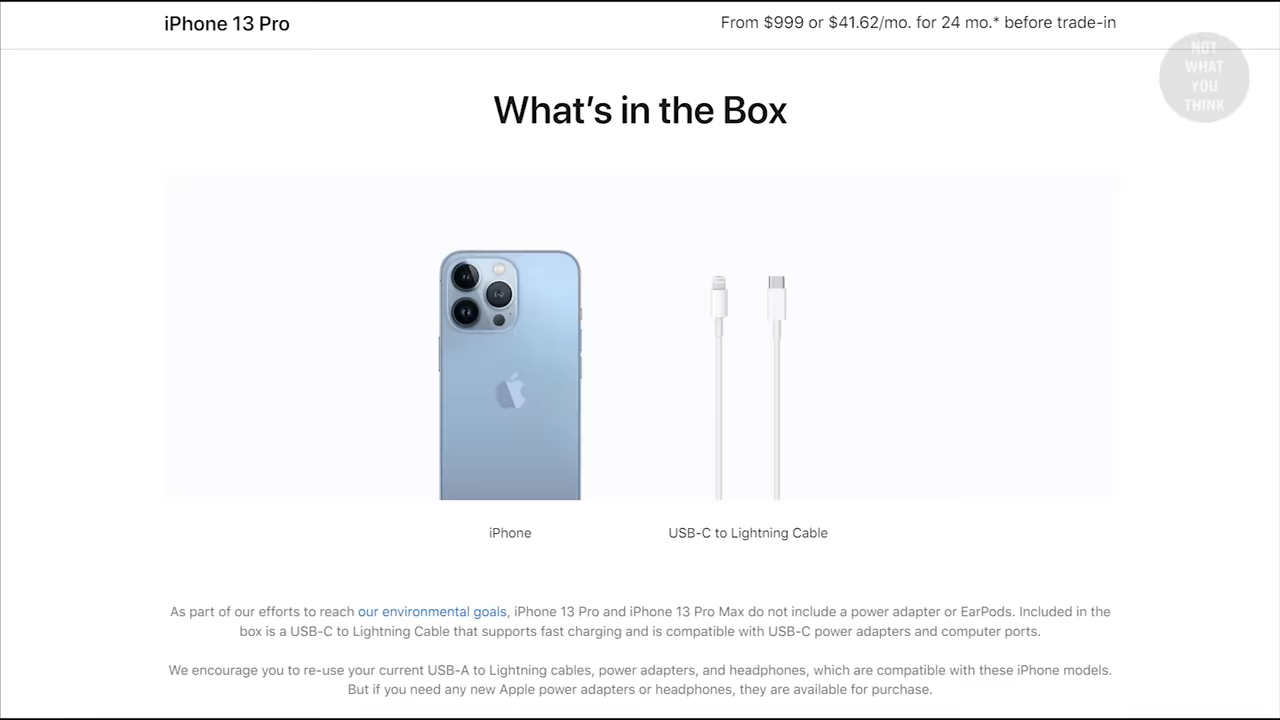 iPhone 13 Pro
From $999 or $41.62/mo. for 24 mo.* before trade-in
NOT
WHAT
YOU
THINK
What's in the Box
iPhone
USB-C to Lightning Cable
As part of our efforts to reach our environmental goals, iPhone 13 Pro and iPhone 13 Pro Max do not include a power adapter or EarPods. Included in the
box is a USB-C to Lightning Cable that supports fast charging and is compatible with USB-C power adapters and computer ports.
We encourage you to re-use your current USB-A to Lightning cables, power adapters, and headphones, which are compatible with these iPhone models.
But if you need any new Apple power adapters or headphones, they are available for purchase.